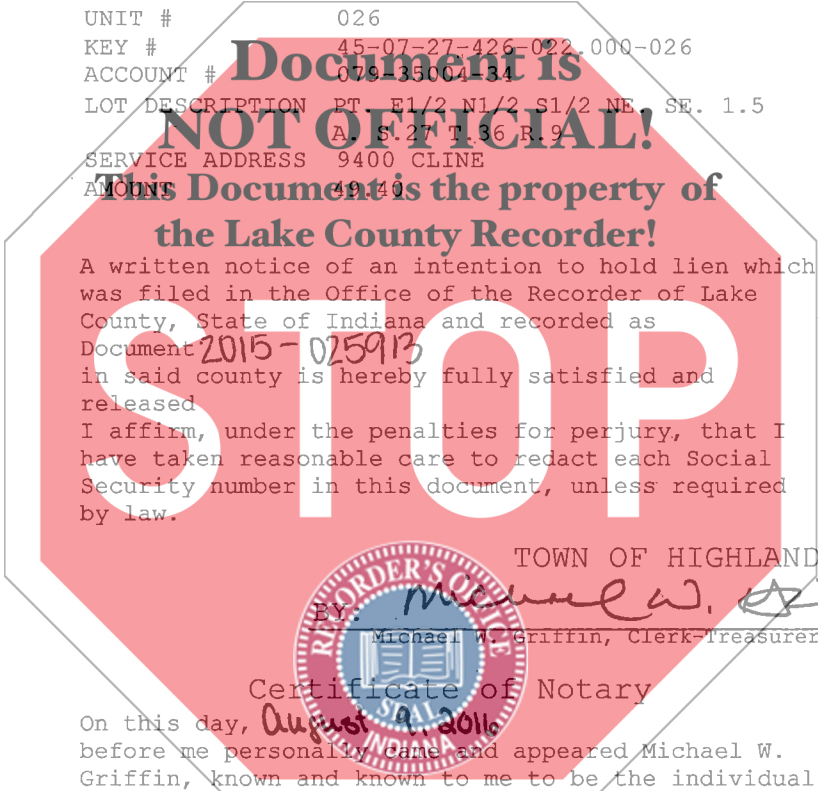 UNIT # 026
KEY # 45-07-27-426-022.000-026
Document is
ACCOUNT # 079-35004-34
LOT DESCRIPTION PT. E1/2 N1/2 S1/2 NE. SE. 1.5
NOT OFFICIAL!
A. S.27 T.36 R.9
SERVICE ADDRESS 9400 CLINE
AMOUNT 49.40
This Document is the property of
the Lake County Recorder!
A written notice of an intention to hold lien which
was filed in the Office of the Recorder of Lake
County, State of Indiana and recorded as
Document 2015-025913
in said county is hereby fully satisfied and
released
I affirm, under the penalties for perjury, that I
have taken reasonable care to redact each Social
Security number in this document, unless required
by law.
STOP
TOWN OF HIGHLAND
BY: Michael W.
Michael W. Griffin, Clerk-Treasurer
RECORDER'S OFFICE
SEAL
INDIANA
Certificate of Notary
On this day, August 9, 2016
before me personally came and appeared Michael W.
Griffin, known and known to me to be the individual